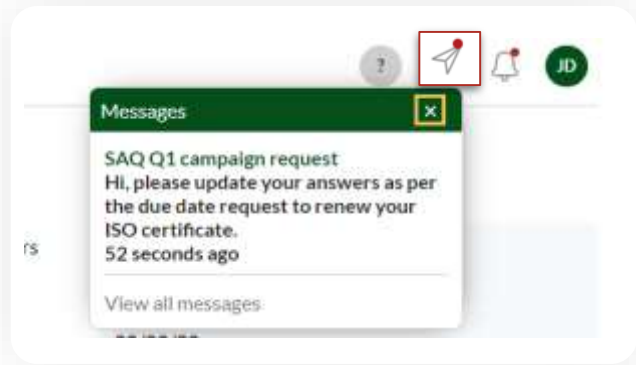 ?
JD
Messages
×
SAQ Q1 campaign request
Hi, please update your answers as per
the due date request to renew your
ISO certificate.
rs
52 seconds ago
View all messages